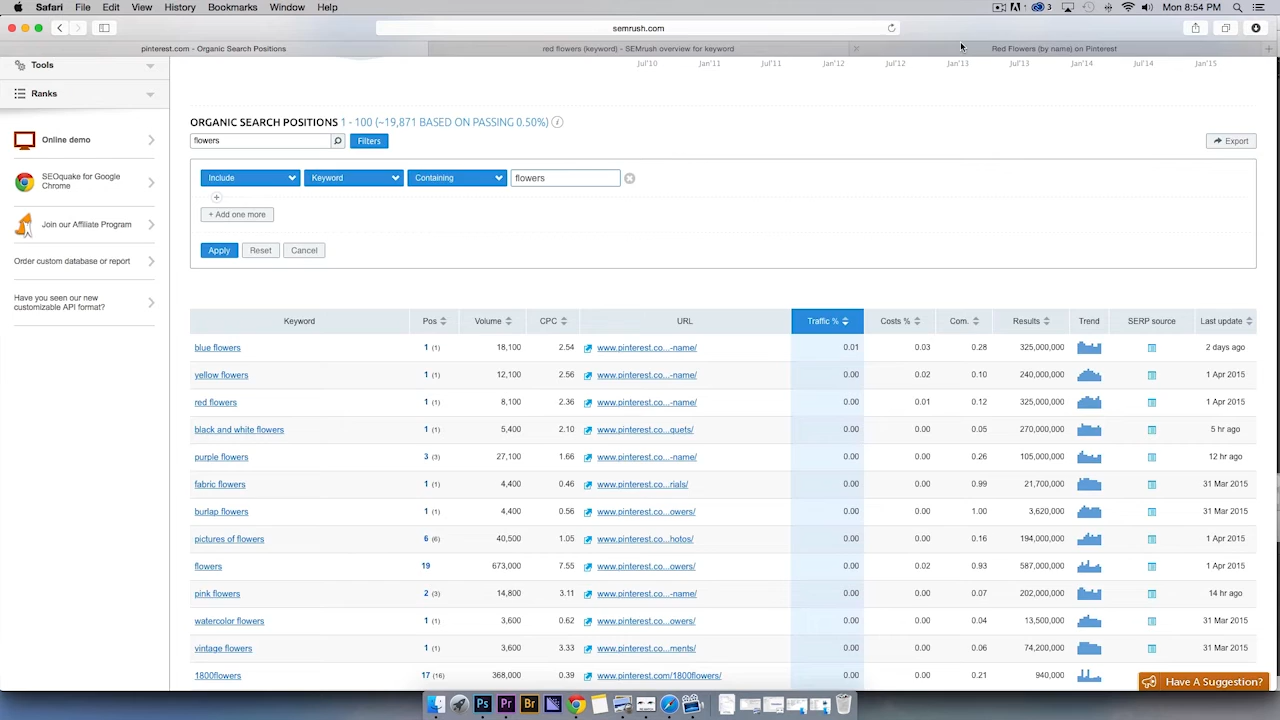 Safari File Edit View History Bookmarks Window Help
3 Mon 8:54 PM
semrush.com
pinterest.com - Organic Search Positions
red flowers (keyword) - SEMrush overview for keyword
Red Flowers (by name) on Pinterest
Tools
Jul'10 Jan'11 Jul'11 Jan'12 Jul'12 Jan'13 Jul'13 Jan'14 Jul'14 Jan'15
Ranks
Online demo
SEOquake for Google
Chrome
Join our Affiliate Program
Order custom database or report
Have you seen our new
customizable API format?
ORGANIC SEARCH POSITIONS 1 - 100 (~19,871 BASED ON PASSING 0.50%) i
flowers Filters Export
Include Keyword Containing flowers
+ Add one more
Apply Reset Cancel
Keyword Pos Volume CPC URL Traffic % Costs % Com. Results Trend SERP source Last update
blue flowers 1 (1) 18,100 2.54 www.pinterest.co...-name/ 0.01 0.03 0.28 325,000,000 2 days ago
yellow flowers 1 (1) 12,100 2.56 www.pinterest.co...-name/ 0.00 0.02 0.10 240,000,000 1 Apr 2015
red flowers 1 (1) 8,100 2.36 www.pinterest.co...-name/ 0.00 0.01 0.12 325,000,000 1 Apr 2015
black and white flowers 1 (1) 5,400 2.10 www.pinterest.co...quets/ 0.00 0.00 0.05 270,000,000 5 hr ago
purple flowers 3 (3) 27,100 1.66 www.pinterest.co...-name/ 0.00 0.00 0.26 105,000,000 12 hr ago
fabric flowers 1 (1) 4,400 0.46 www.pinterest.co...rials/ 0.00 0.00 0.99 21,700,000 31 Mar 2015
burlap flowers 1 (1) 4,400 0.56 www.pinterest.co...owers/ 0.00 0.00 1.00 3,620,000 31 Mar 2015
pictures of flowers 6 (6) 40,500 1.05 www.pinterest.co...hotos/ 0.00 0.00 0.16 194,000,000 1 Apr 2015
flowers 19 673,000 7.55 www.pinterest.co...owers/ 0.00 0.02 0.93 587,000,000 1 Apr 2015
pink flowers 2 (3) 14,800 3.11 www.pinterest.co...-name/ 0.00 0.00 0.07 202,000,000 14 hr ago
watercolor flowers 1 (1) 3,600 0.62 www.pinterest.co...owers/ 0.00 0.00 0.04 13,500,000 31 Mar 2015
vintage flowers 1 (1) 3,600 3.33 www.pinterest.co...ments/ 0.00 0.00 0.08 74,200,000 31 Mar 2015
1800flowers 17 (16) 368,000 0.39 www.pinterest.com/1800flowers/ 0.00 0.00 0.21 940,000
Have A Suggestion?
Ps Pr Br